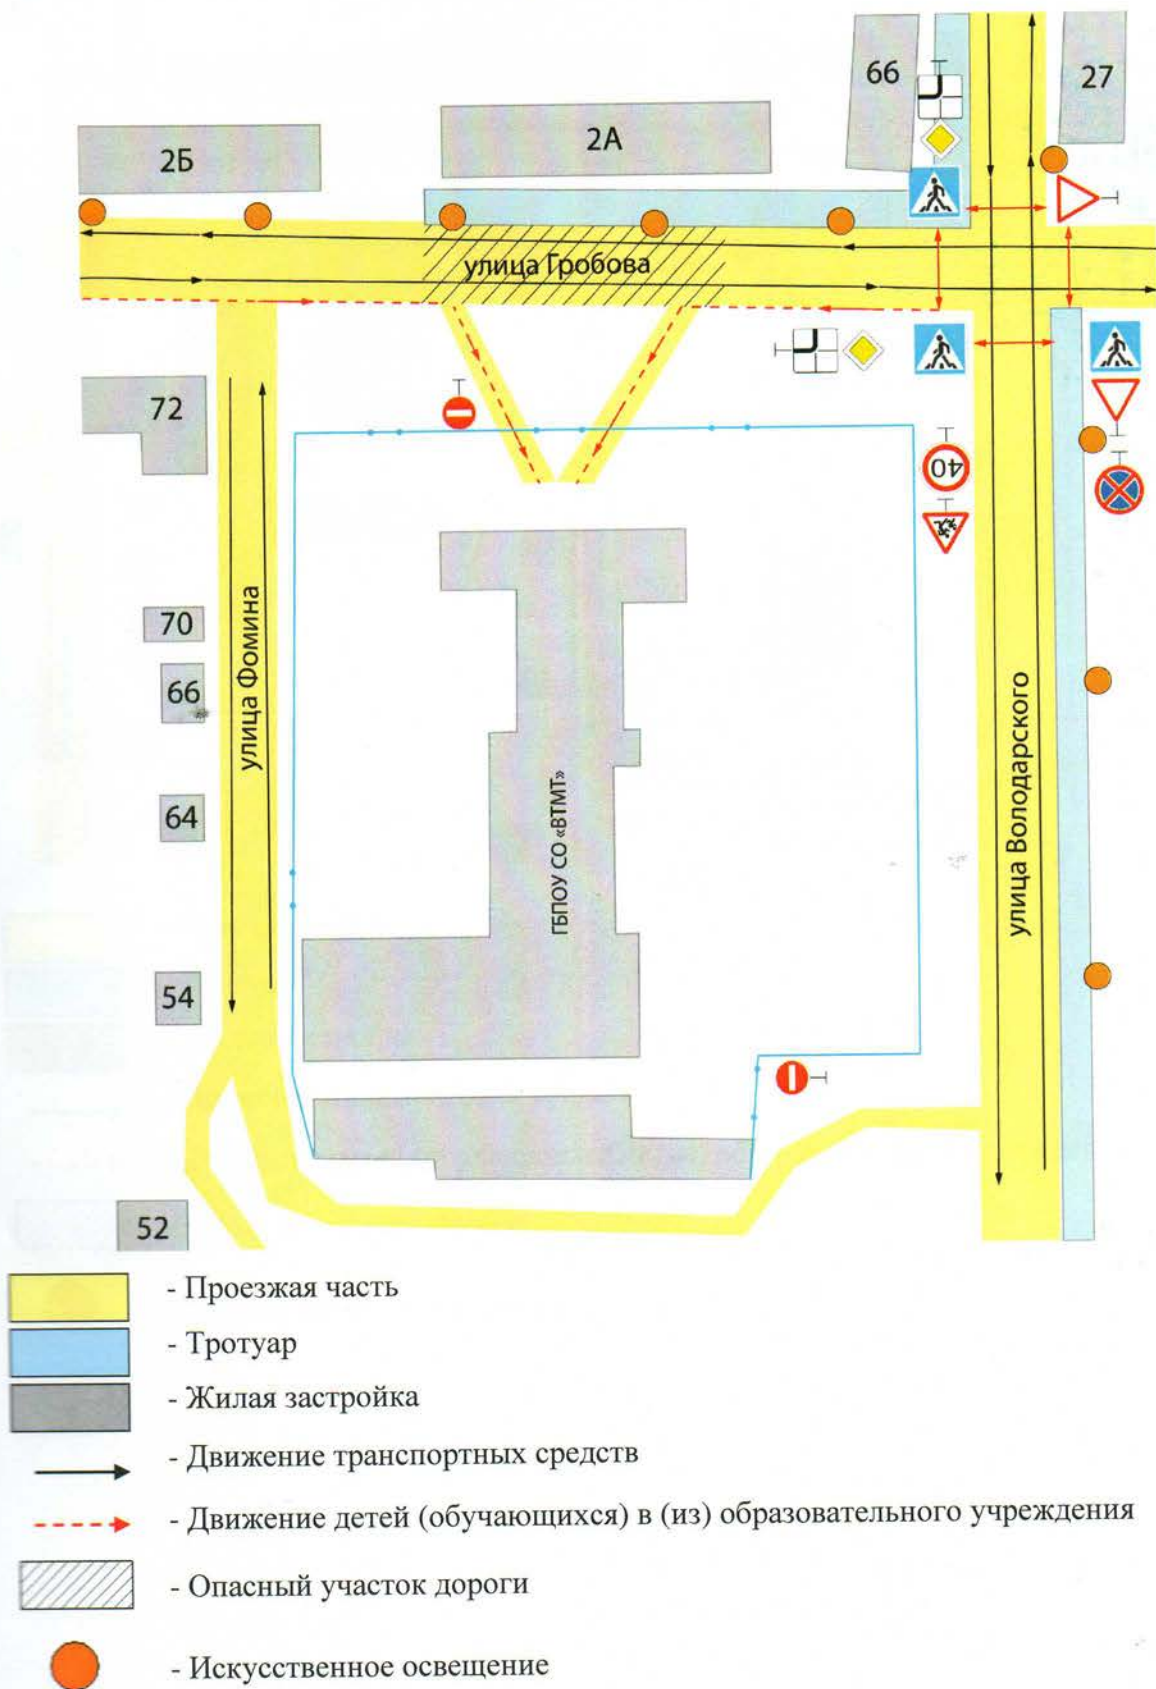 66
27
2Б
2А
улица Гробова
72
40
70
66
64
54
52
улица Фомина
ГБПОУ СО «ВТМТ»
улица Володарского
- Проезжая часть
- Тротуар
- Жилая застройка
- Движение транспортных средств
- Движение детей (обучающихся) в (из) образовательного учреждения
- Опасный участок дороги
- Искусственное освещение